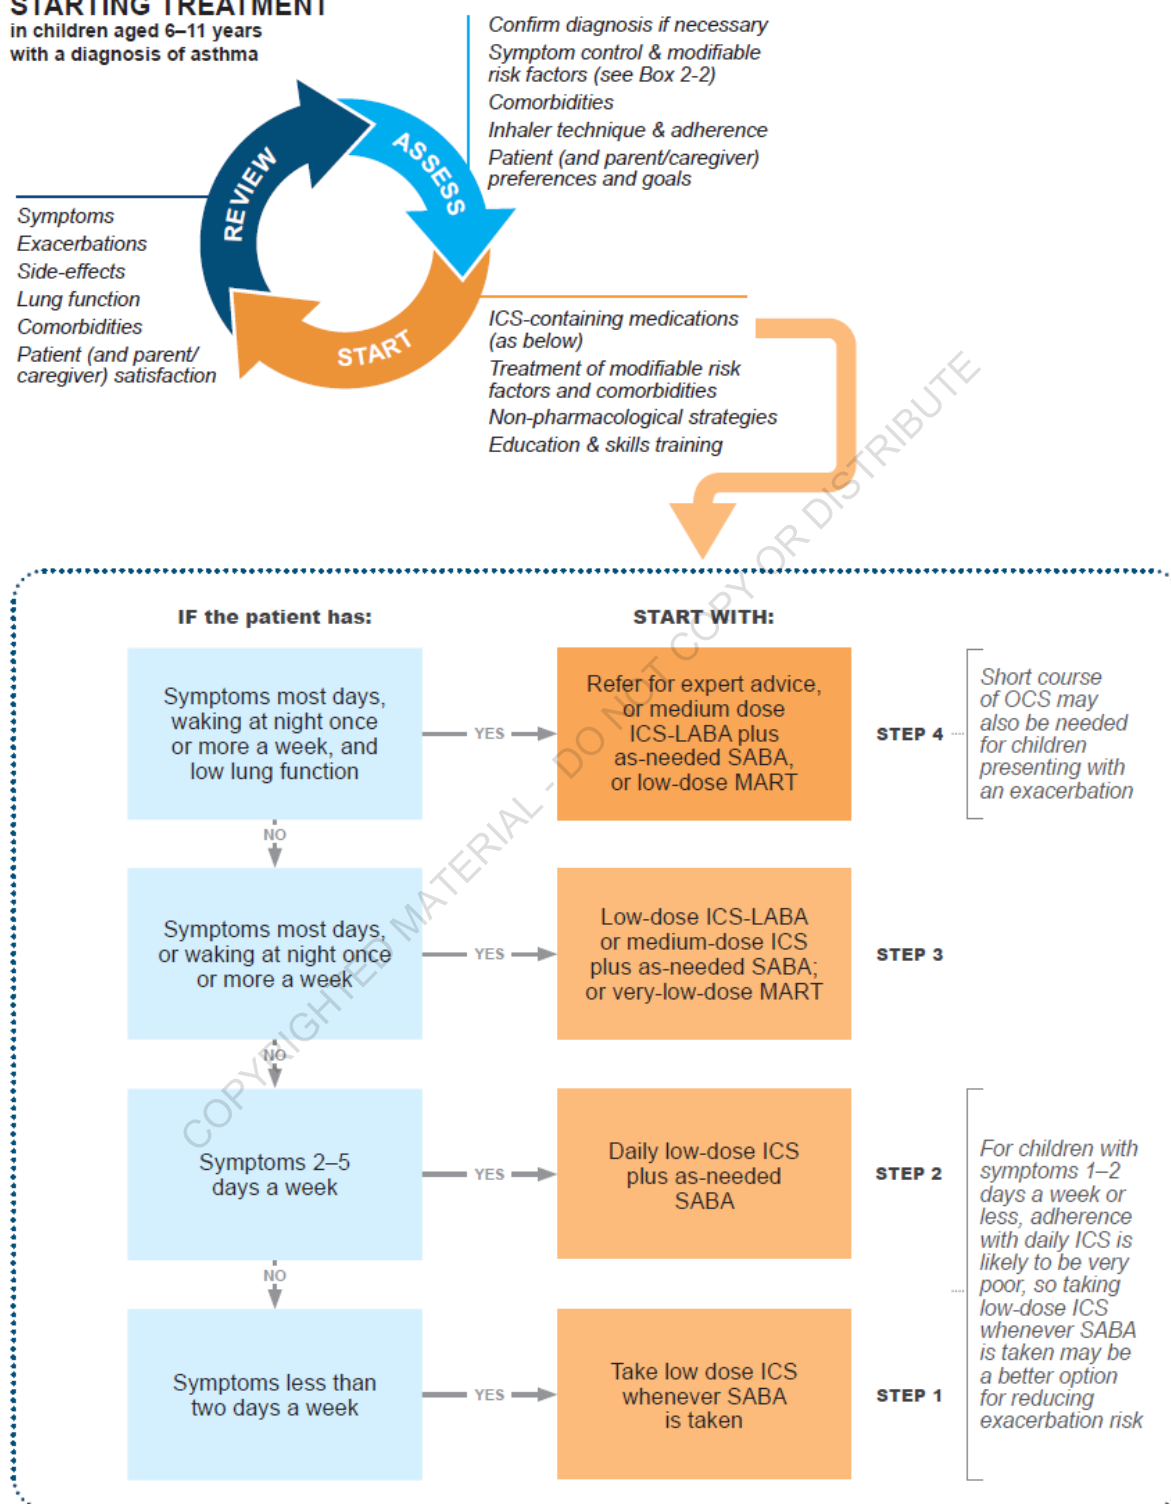 STARTING TREATMENT
in children aged 6–11 years
with a diagnosis of asthma
Confirm diagnosis if necessary
Symptom control & modifiable
risk factors (see Box 2-2)
Comorbidities
Inhaler technique & adherence
Patient (and parent/caregiver)
preferences and goals
REVIEW
ASSESS
START
Symptoms
Exacerbations
Side-effects
Lung function
Comorbidities
Patient (and parent/
caregiver) satisfaction
ICS-containing medications
(as below)
Treatment of modifiable risk
factors and comorbidities
Non-pharmacological strategies
Education & skills training
IF the patient has:
START WITH:
Symptoms most days,
waking at night once
or more a week, and
low lung function
YES
Refer for expert advice,
or medium dose
ICS-LABA plus
as-needed SABA,
or low-dose MART
STEP 4
Short course
of OCS may
also be needed
for children
presenting with
an exacerbation
NO
Symptoms most days,
or waking at night once
or more a week
YES
Low-dose ICS-LABA
or medium-dose ICS
plus as-needed SABA;
or very-low-dose MART
STEP 3
NO
Symptoms 2–5
days a week
YES
Daily low-dose ICS
plus as-needed
SABA
STEP 2
For children with
symptoms 1–2
days a week or
less, adherence
with daily ICS is
likely to be very
poor, so taking
low-dose ICS
whenever SABA
is taken may be
a better option
for reducing
exacerbation risk
NO
Symptoms less than
two days a week
YES
Take low dose ICS
whenever SABA
is taken
STEP 1
COPYRIGHTED MATERIAL - DO NOT COPY OR DISTRIBUTE